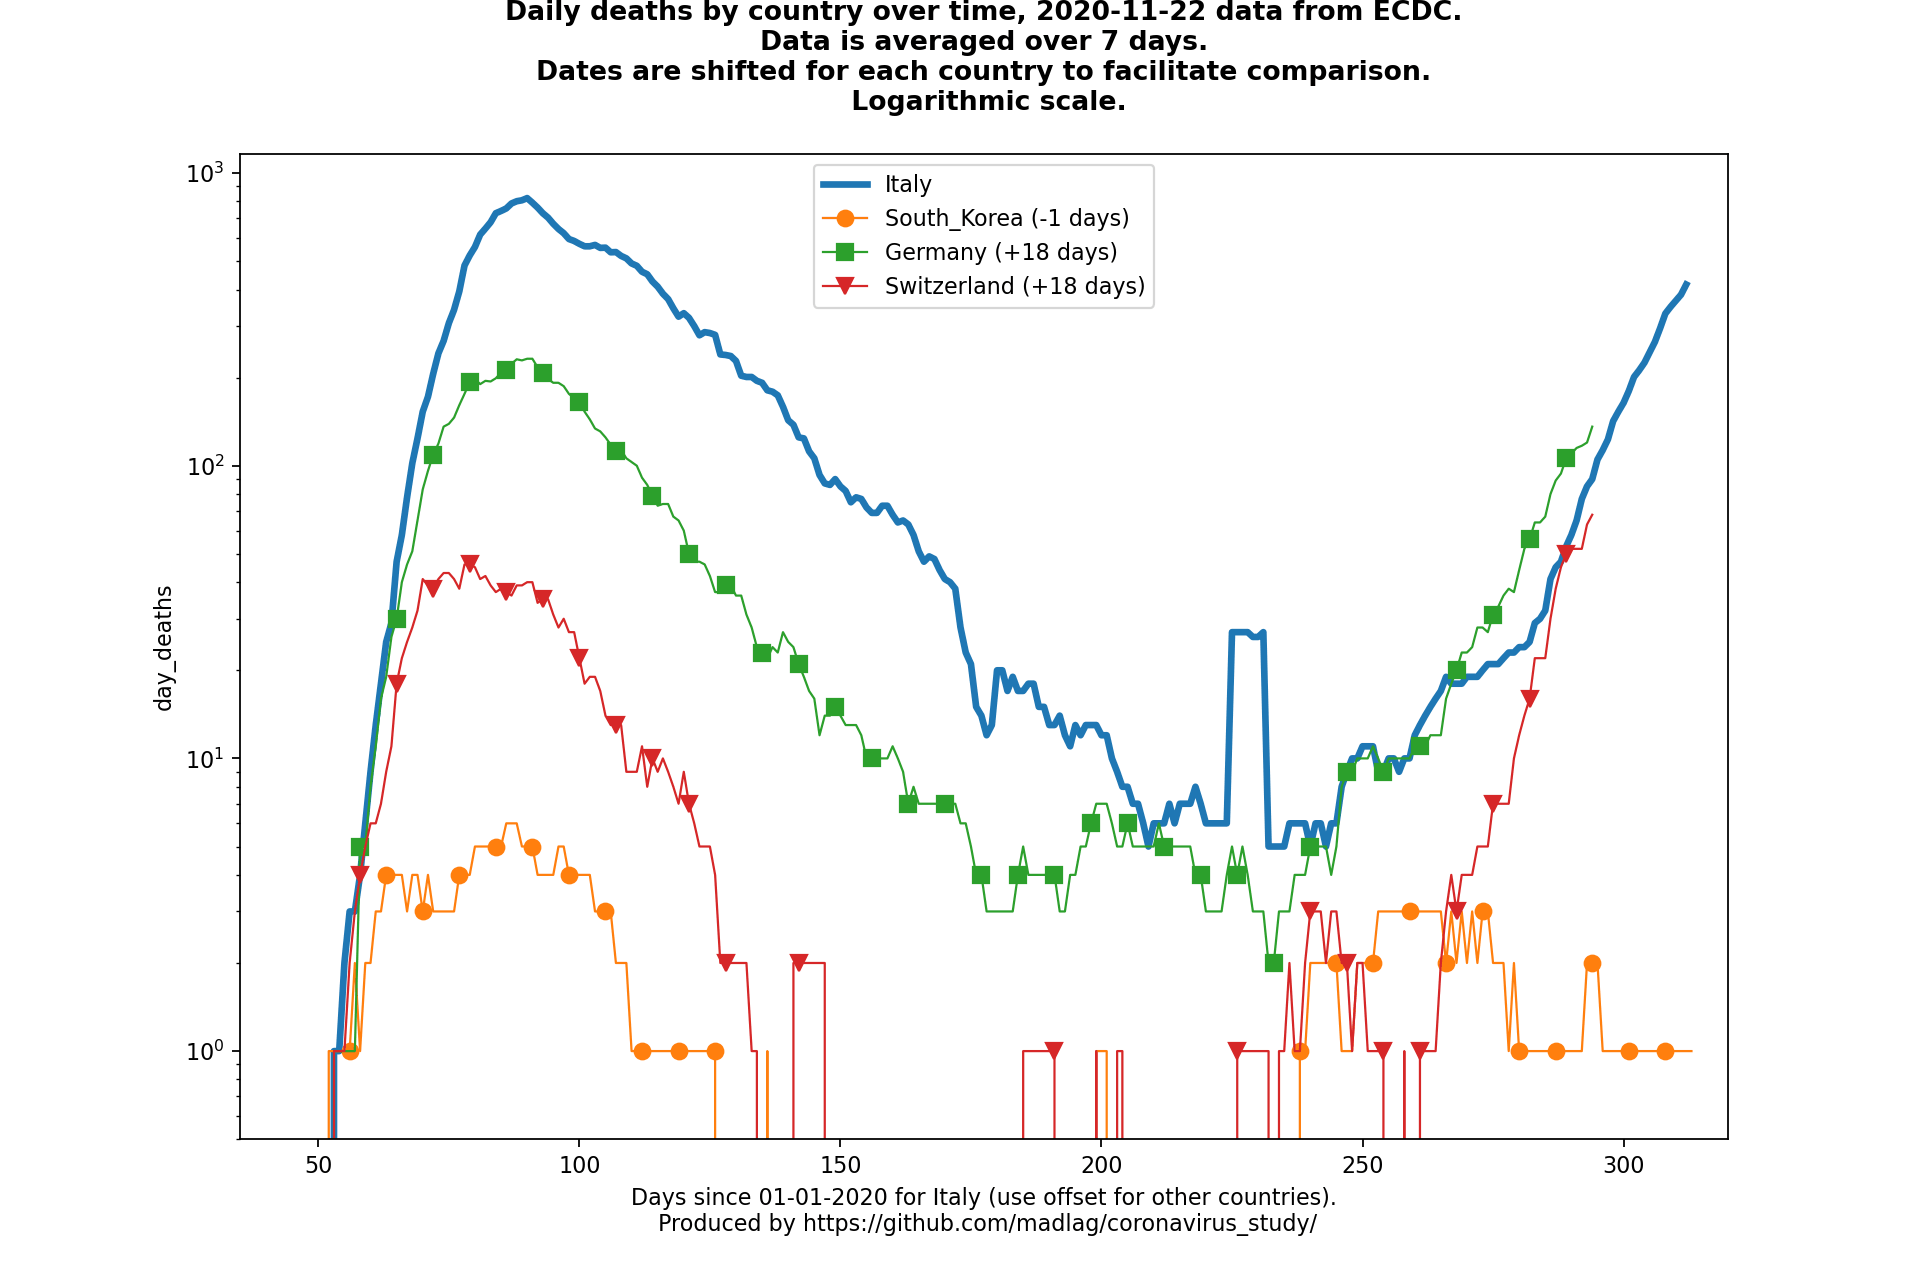 Daily deaths by country over time, 2020-11-22 data from ECDC.
Data is averaged over 7 days.
Dates are shifted for each country to facilitate comparison.
Logarithmic scale.
10³
10²
10¹
10⁰
day_deaths
Italy
South_Korea (-1 days)
Germany (+18 days)
Switzerland (+18 days)
50 100 150 200 250 300
Days since 01-01-2020 for Italy (use offset for other countries).
Produced by https://github.com/madlag/coronavirus_study/